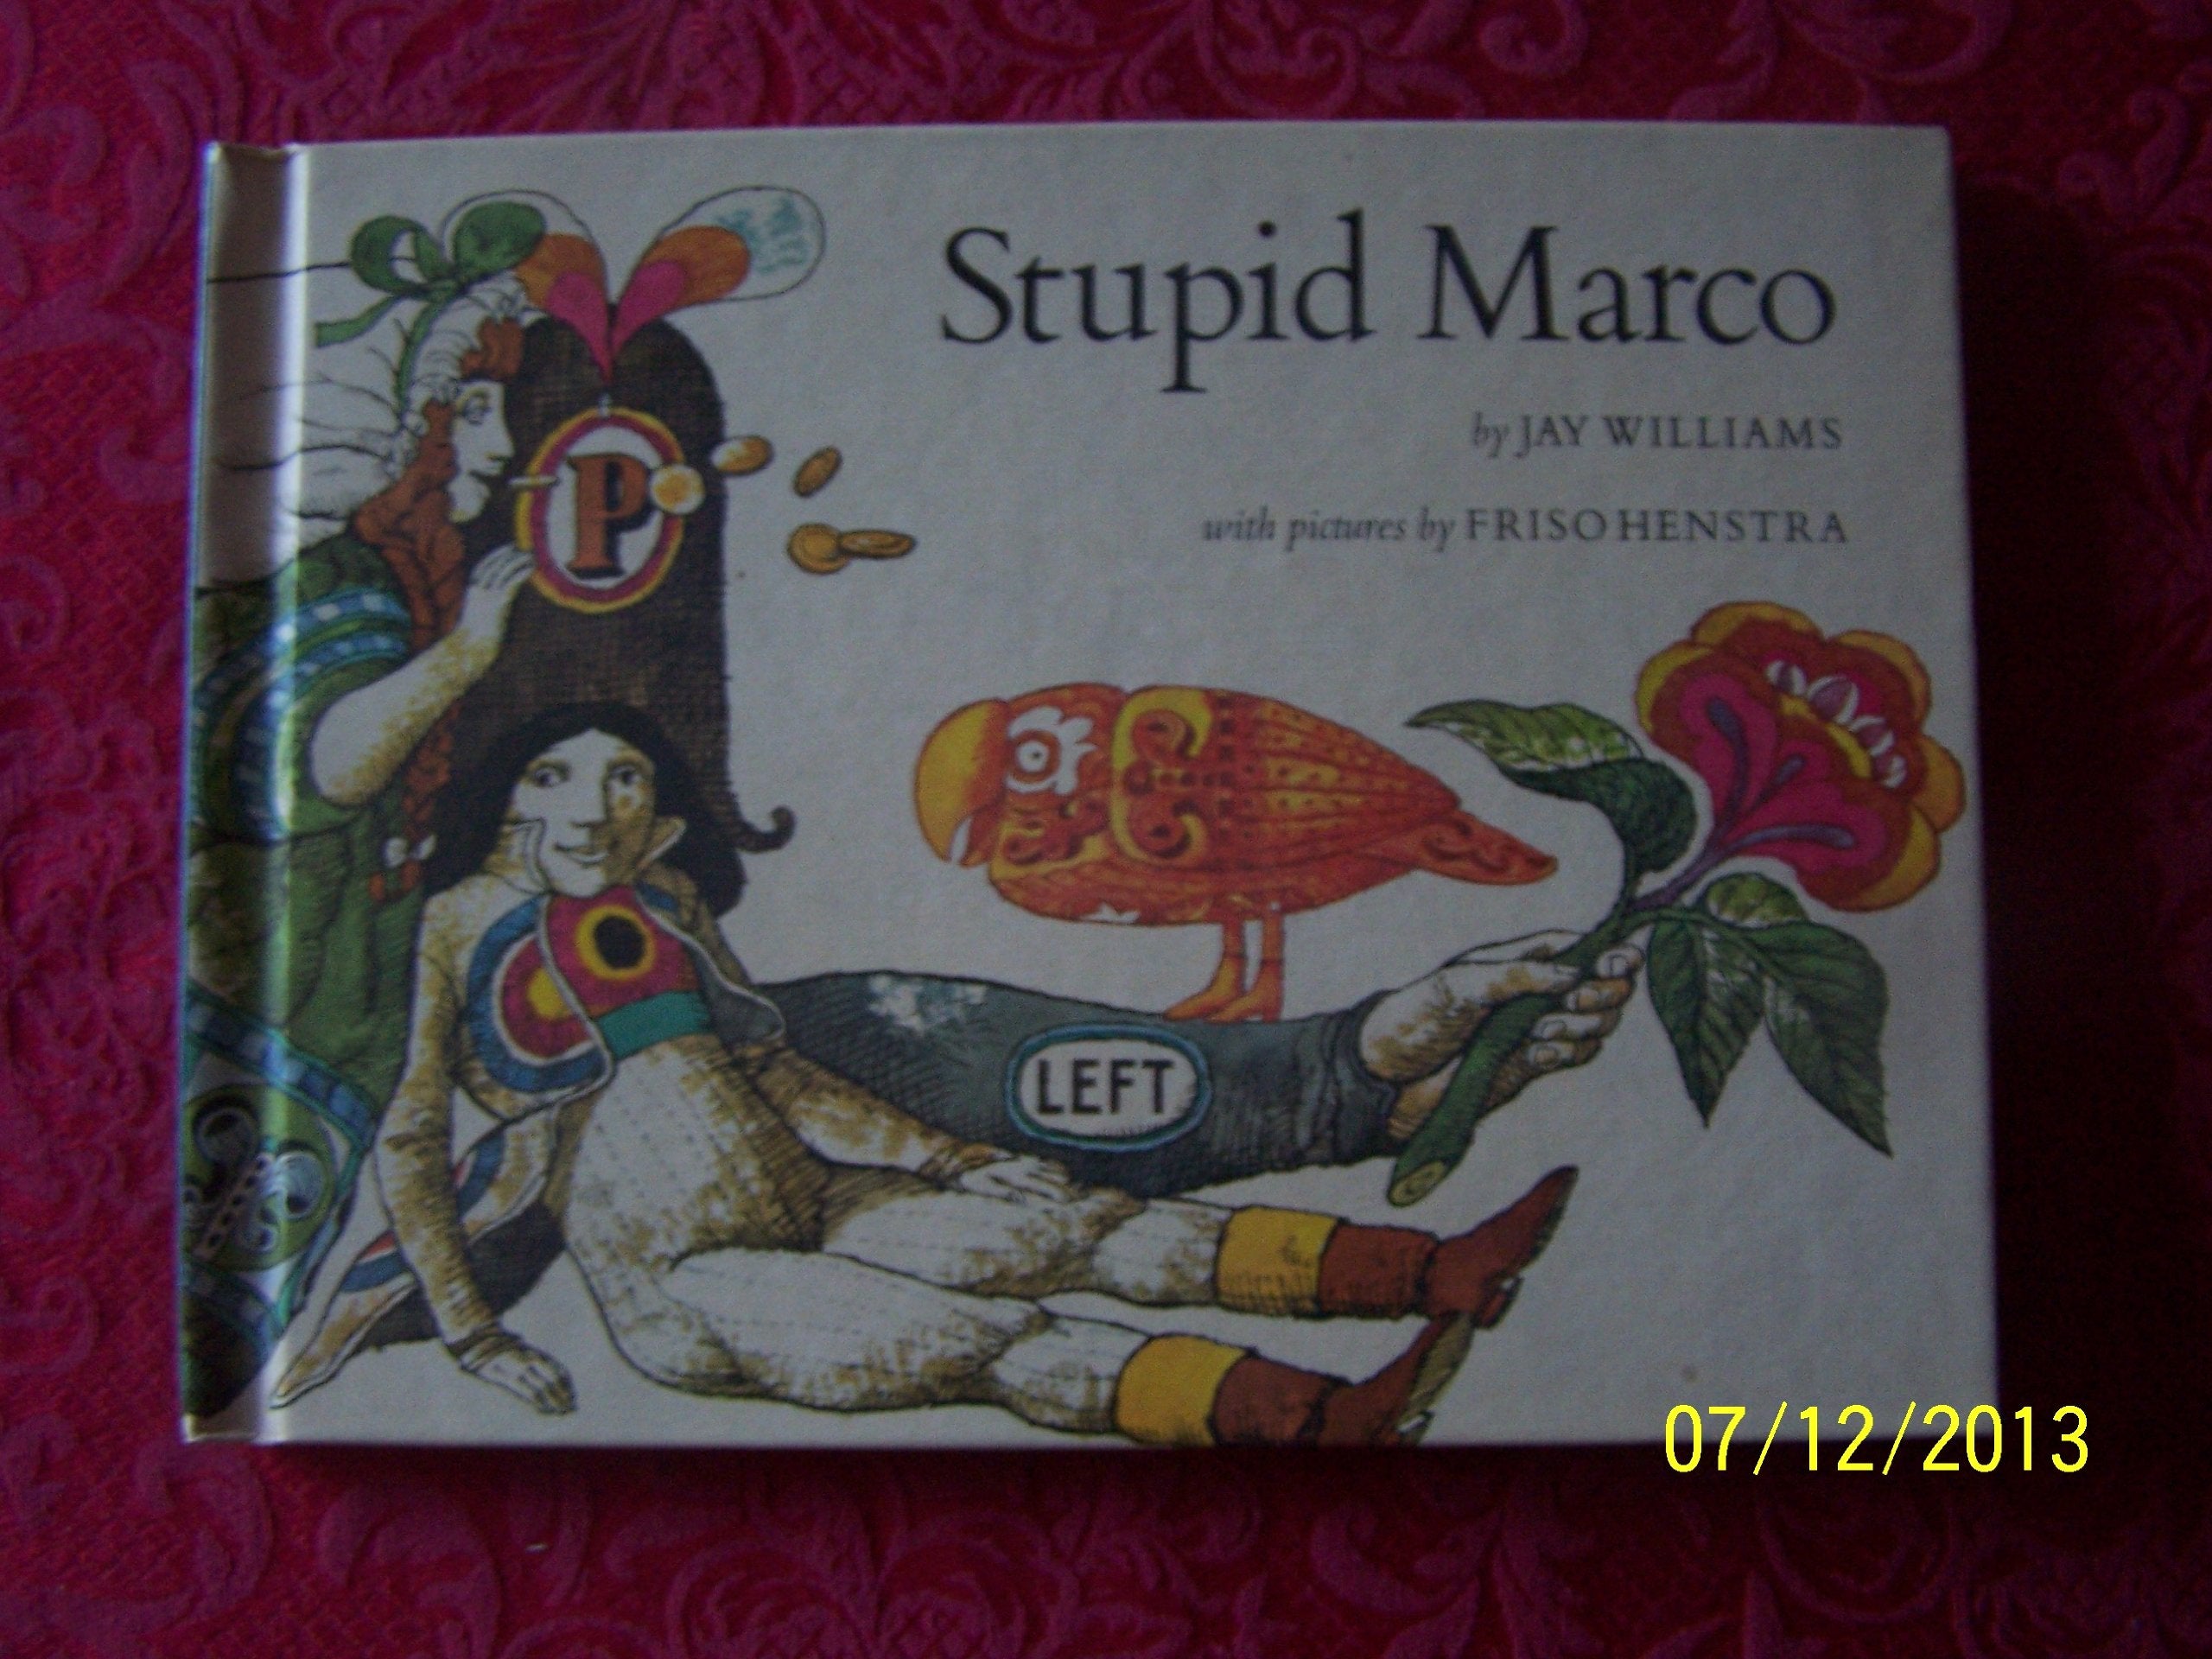 Stupid Marco
by JAY WILLIAMS
with pictures by FRISO HENSTRA
P
LEFT
07/12/2013